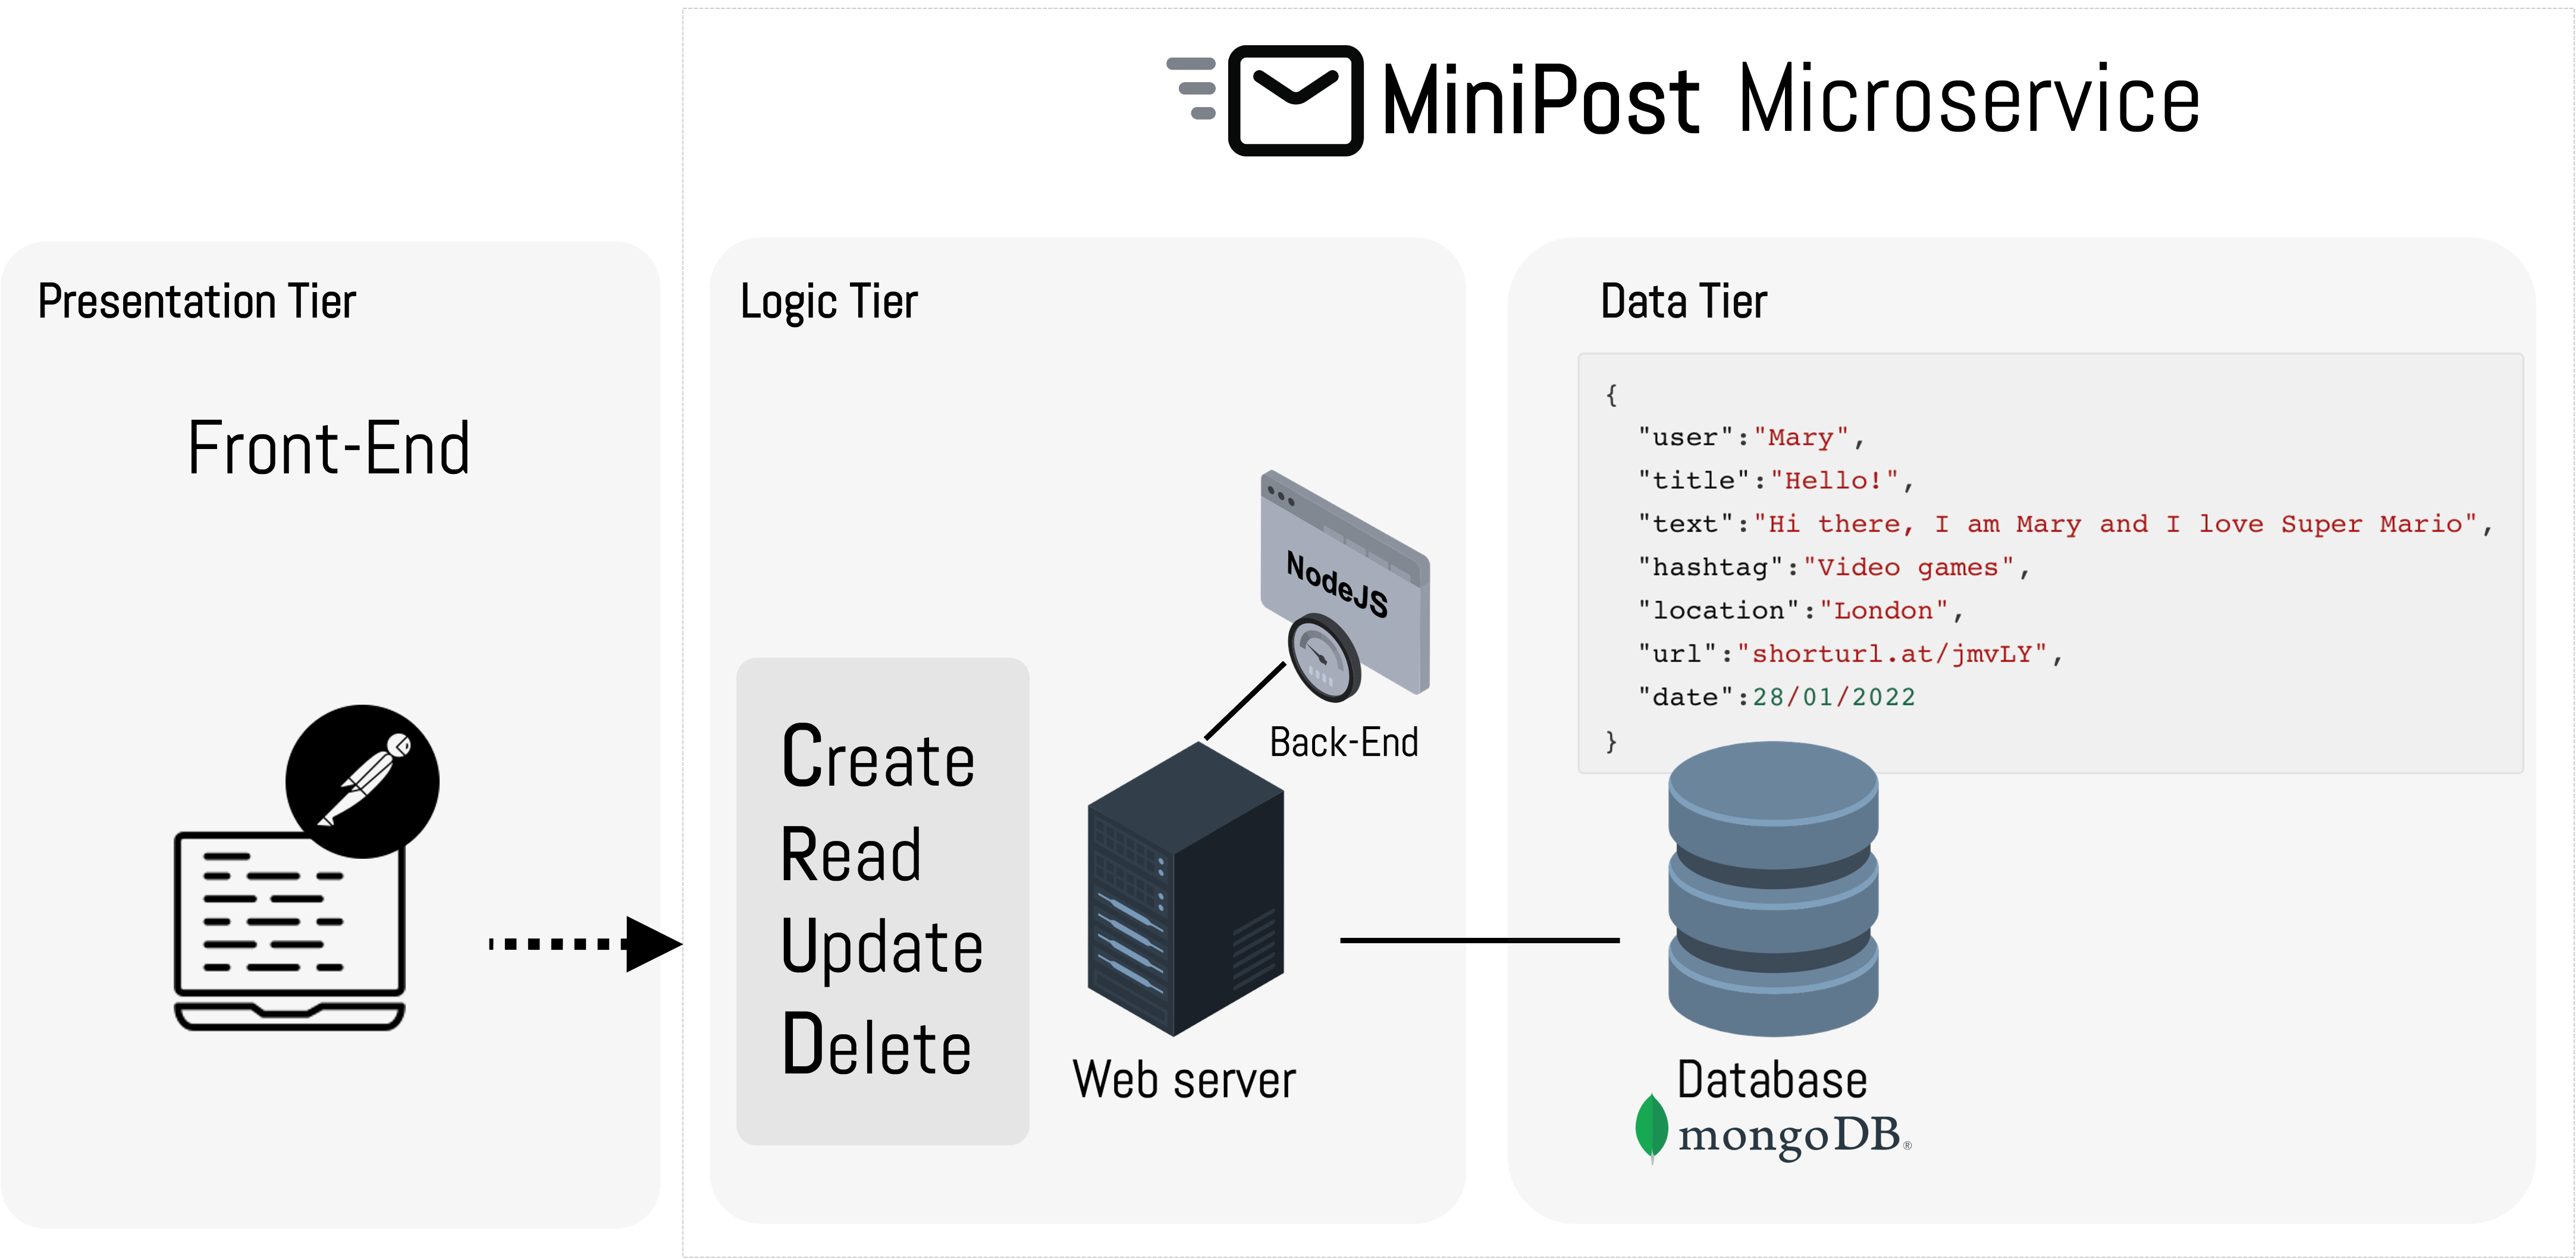 MiniPost Microservice
Presentation Tier
Front-End
Logic Tier
NodeJS
Back-End
Create
Read
Update
Delete
Web server
Data Tier
{
"user":"Mary",
"title":"Hello!",
"text":"Hi there, I am Mary and I love Super Mario",
"hashtag":"Video games",
"location":"London",
"url":"shorturl.at/jmvLY",
"date":28/01/2022
}
Database
mongoDB®